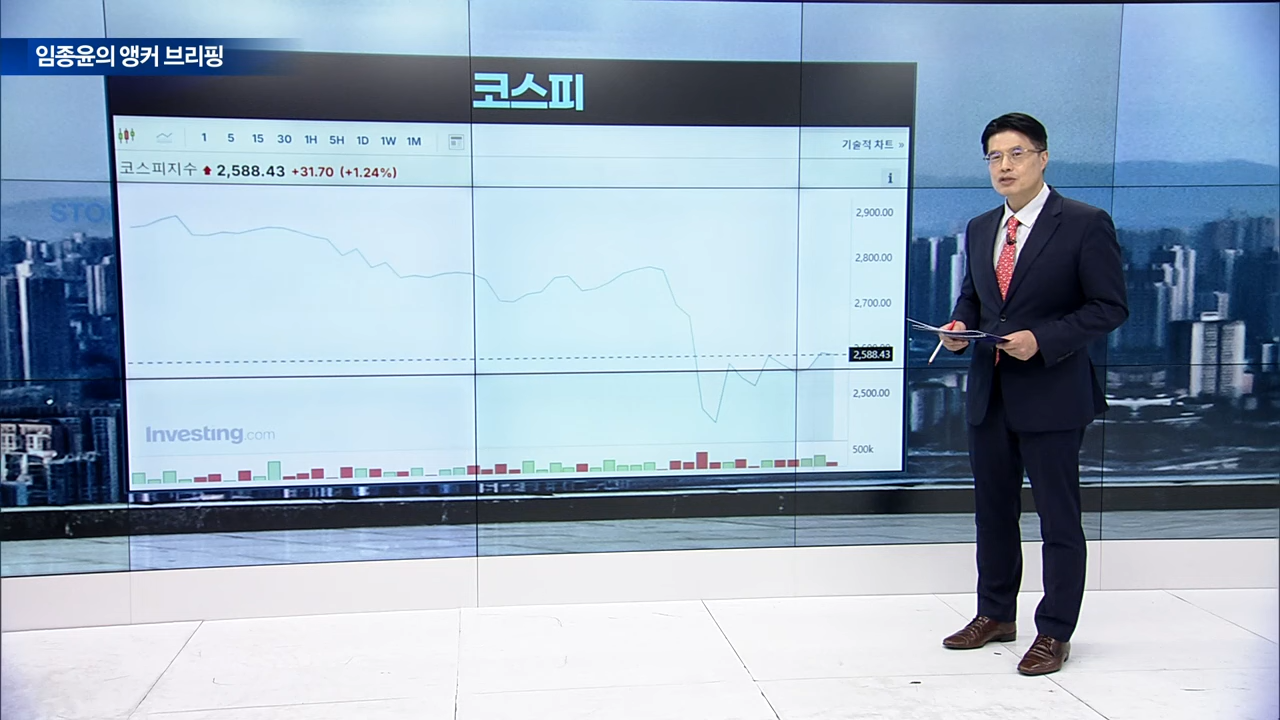 임종윤의 앵커 브리핑
코스피
1 5 15 30 1H 5H 1D 1W 1M
기술적 차트 »
코스피지수 2,588.43 +31.70 (+1.24%)
i
STO
2,900.00
2,800.00
2,700.00
2,588.43
2,500.00
Investing.com
500k